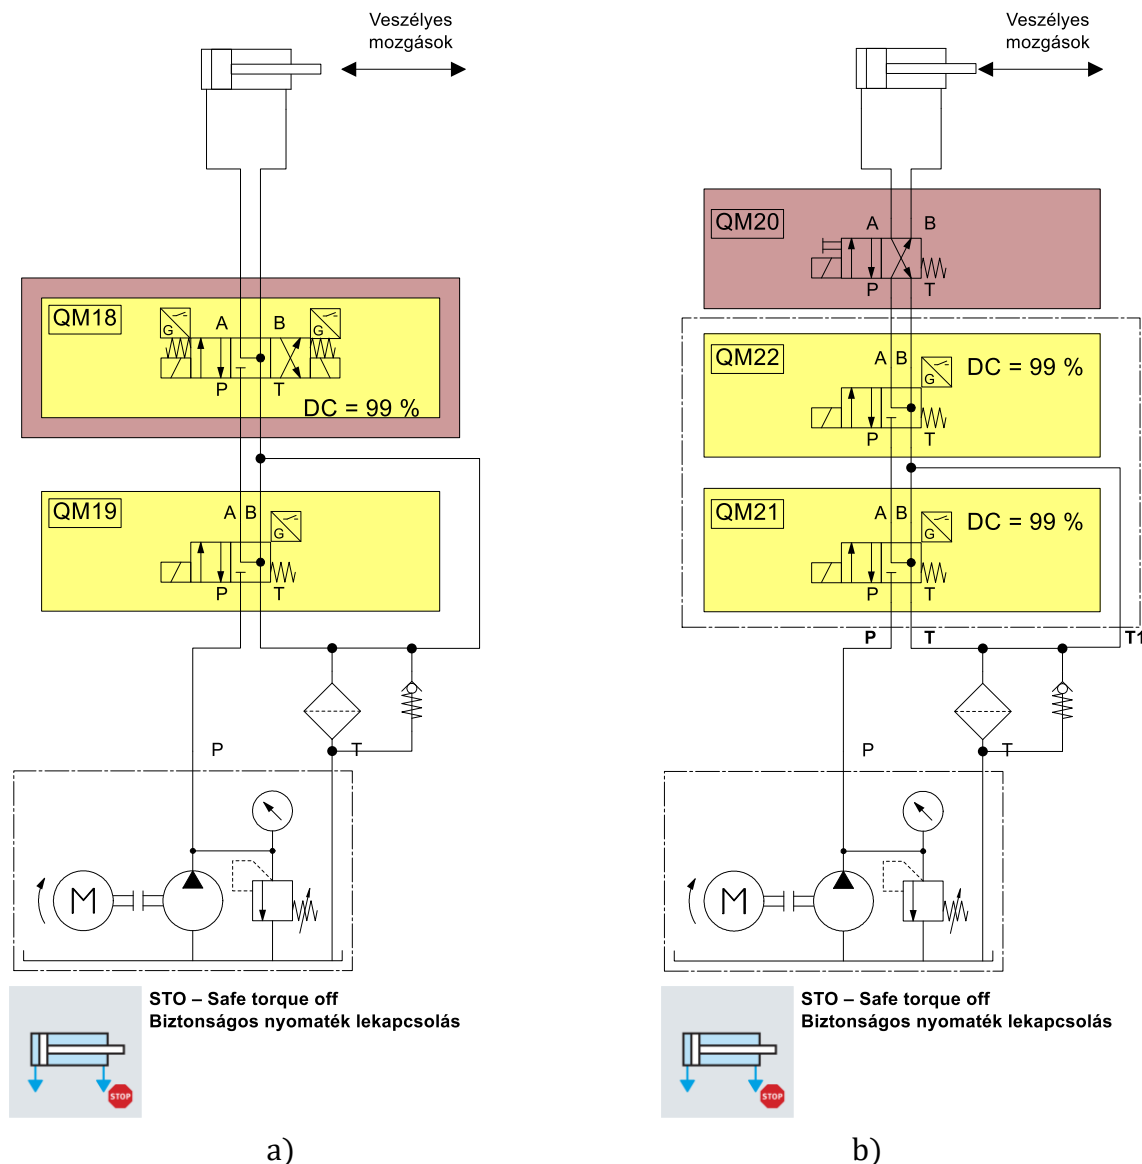 Veszélyes
mozgások
QM18
G
A
B
G
P
T
DC = 99 %
QM19
A
B
G
P
T
P
T
M
STO – Safe torque off
Biztonságos nyomaték lekapcsolás
STOP
a)
Veszélyes
mozgások
QM20
A
B
P
T
QM22
A
B
G
DC = 99 %
P
T
QM21
A
B
G
DC = 99 %
P
T
P
T
T1
P
T
M
STO – Safe torque off
Biztonságos nyomaték lekapcsolás
STOP
b)